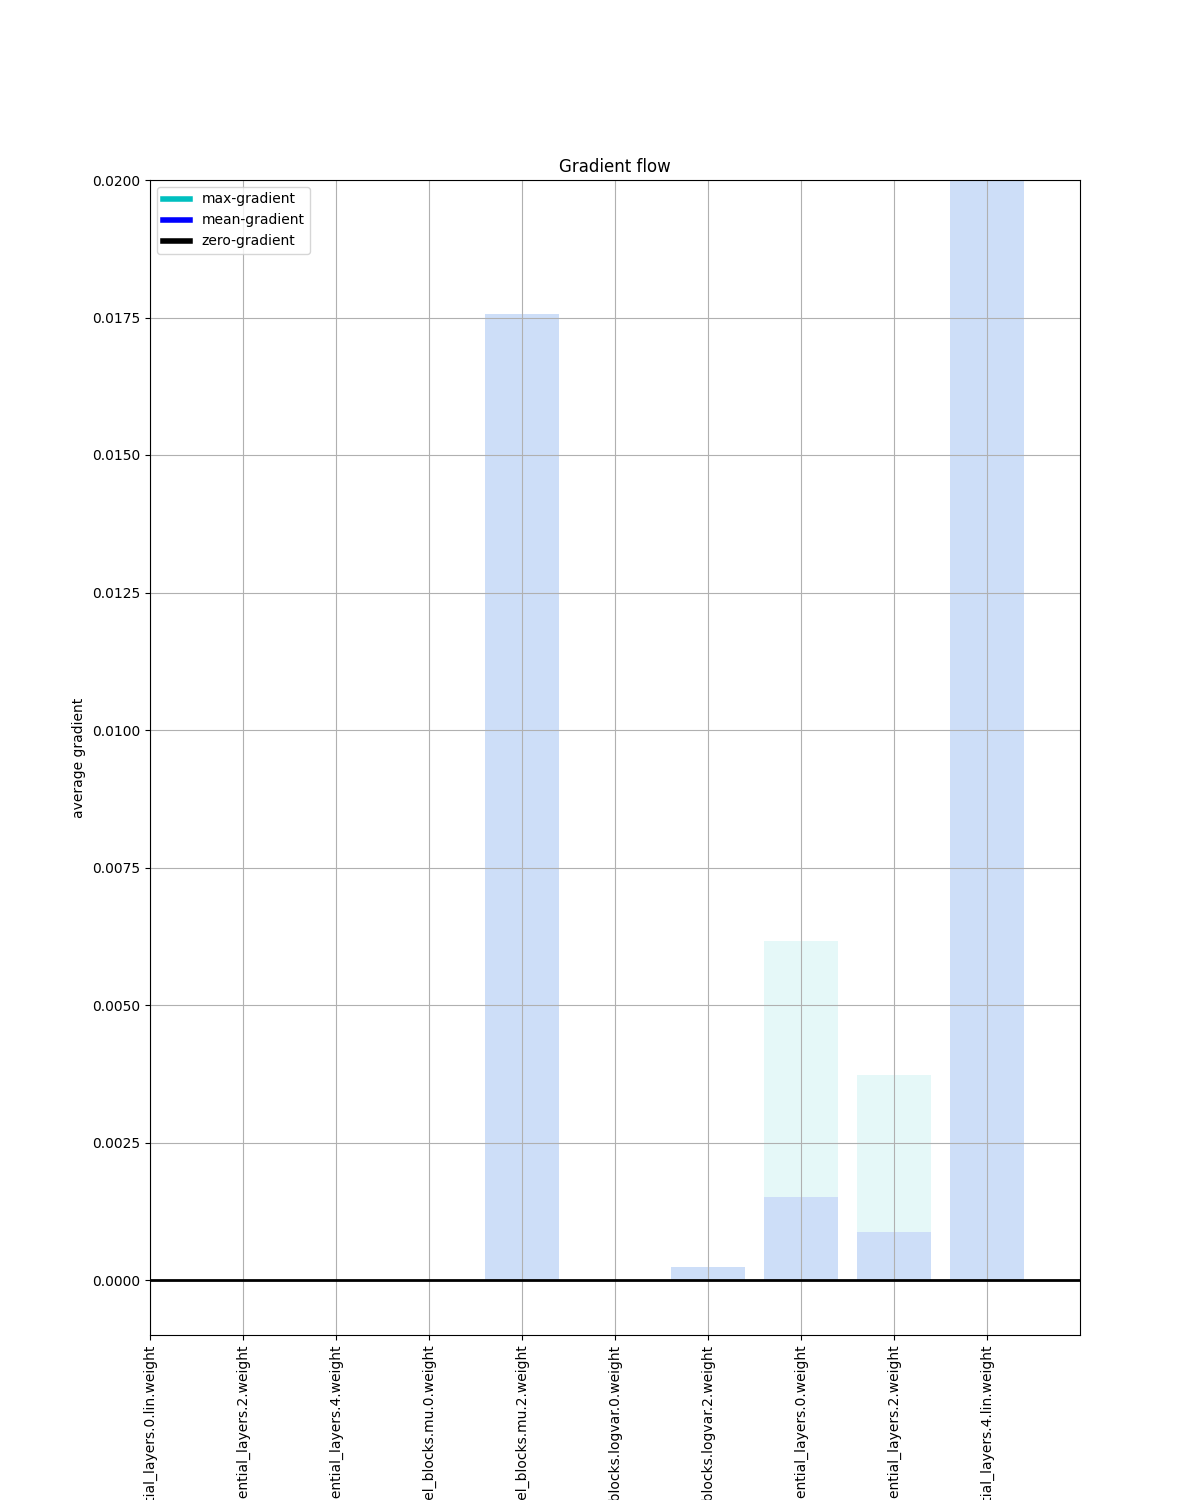 Gradient flow
max-gradient
mean-gradient
zero-gradient
average gradient
0.0200
0.0175
0.0150
0.0125
0.0100
0.0075
0.0050
0.0025
0.0000
tial_layers.0.lin.weight
ential_layers.2.weight
ential_layers.4.weight
el_blocks.mu.0.weight
el_blocks.mu.2.weight
blocks.logvar.0.weight
blocks.logvar.2.weight
ential_layers.0.weight
ential_layers.2.weight
tial_layers.4.lin.weight